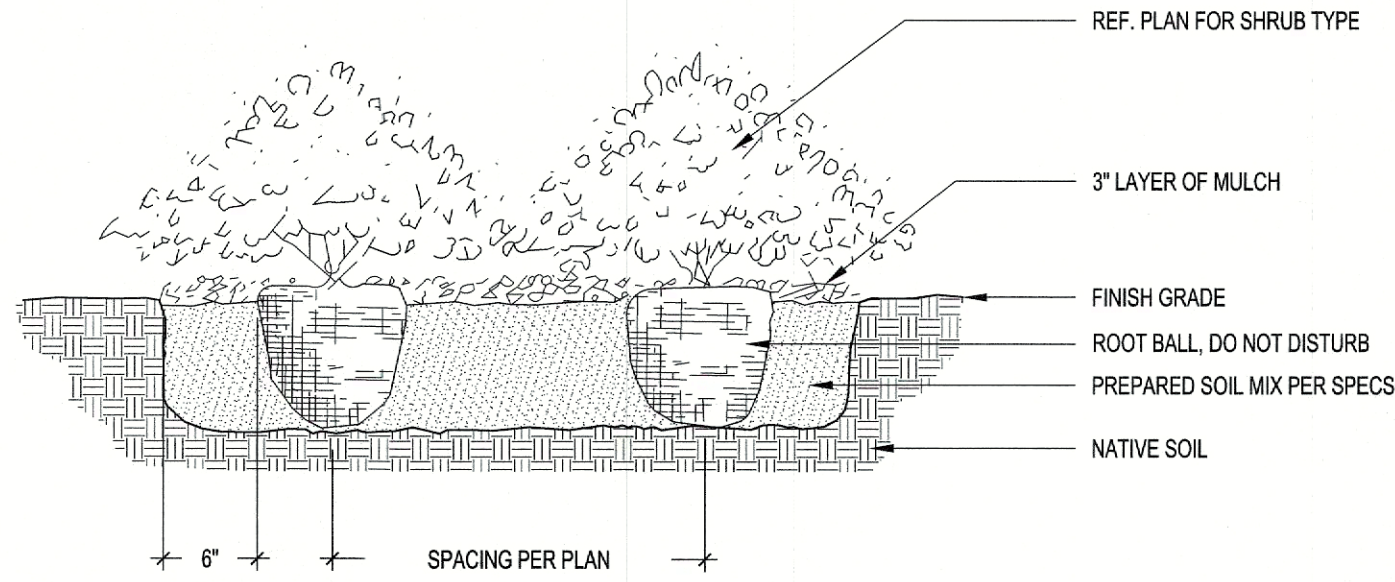 REF. PLAN FOR SHRUB TYPE
3" LAYER OF MULCH
FINISH GRADE
ROOT BALL, DO NOT DISTURB
PREPARED SOIL MIX PER SPECS
NATIVE SOIL
6"
SPACING PER PLAN